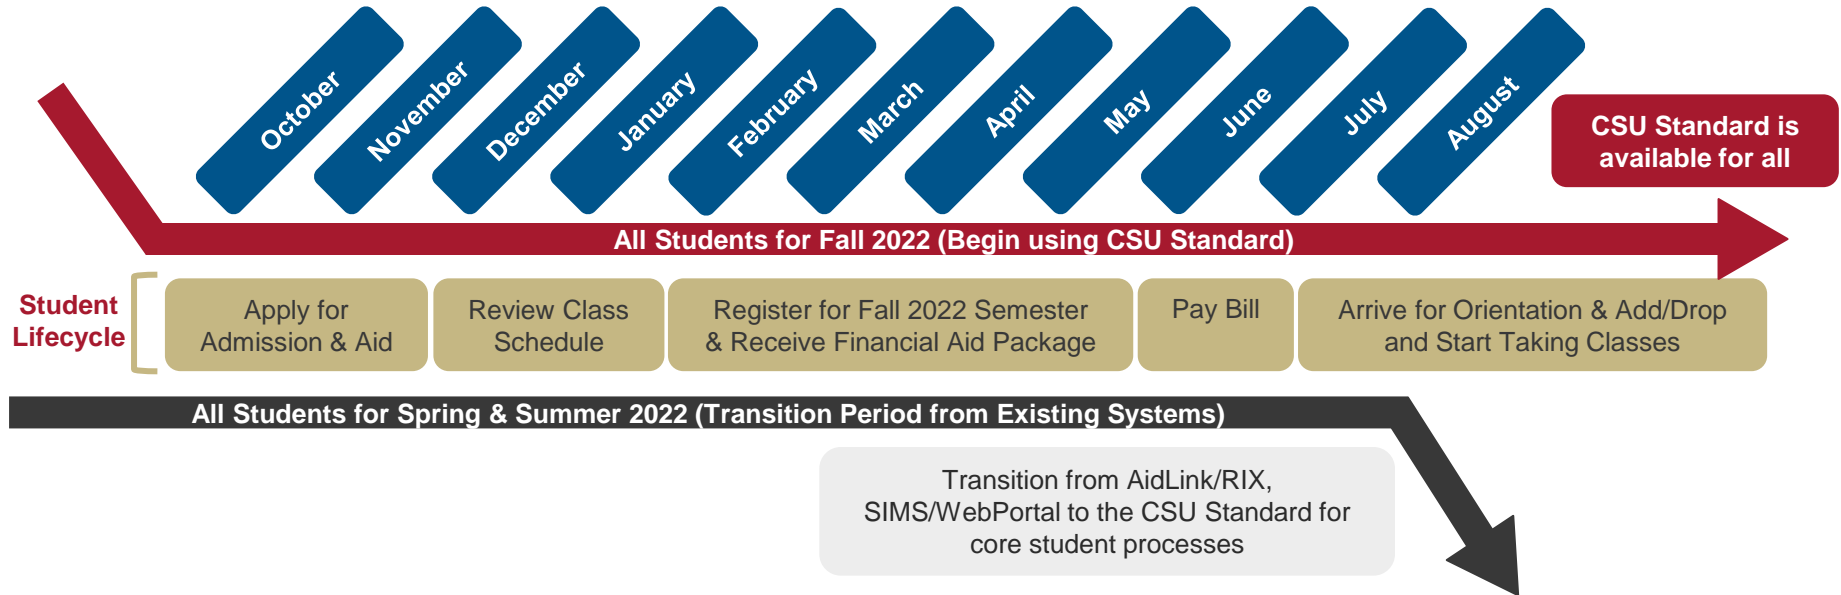 October
November
December
January
February
March
April
May
June
July
August
CSU Standard is
available for all
All Students for Fall 2022 (Begin using CSU Standard)
Student
Lifecycle
Apply for
Admission & Aid
Review Class
Schedule
Register for Fall 2022 Semester
& Receive Financial Aid Package
Pay Bill
Arrive for Orientation & Add/Drop
and Start Taking Classes
All Students for Spring & Summer 2022 (Transition Period from Existing Systems)
Transition from AidLink/RIX,
SIMS/WebPortal to the CSU Standard for
core student processes